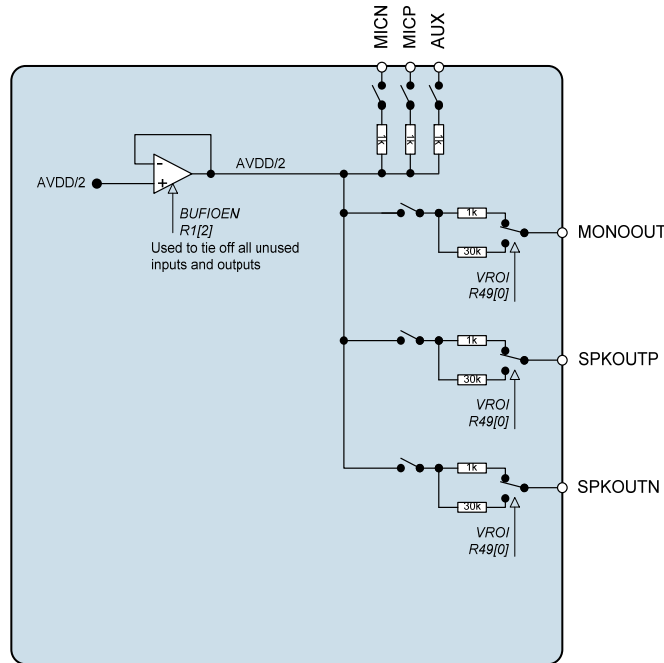 MICN
MICP
AUX
1k
1k
1k
AVDD/2
AVDD/2
-
+
BUFIOEN
R1[2]
Used to tie off all unused
inputs and outputs
1k
30k
MONOOUT
VROI
R49[0]
1k
30k
SPKOUTP
VROI
R49[0]
1k
30k
SPKOUTN
VROI
R49[0]